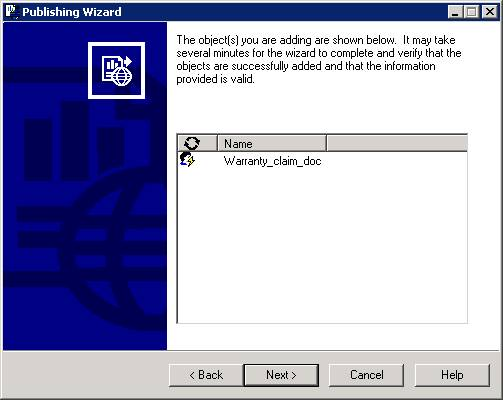 Publishing Wizard
The object(s) you are adding are shown below.  It may take
several minutes for the wizard to complete and verify that the
objects are successfully added and that the information
provided is valid.
Name
Warranty_claim_doc
< Back
Next >
Cancel
Help